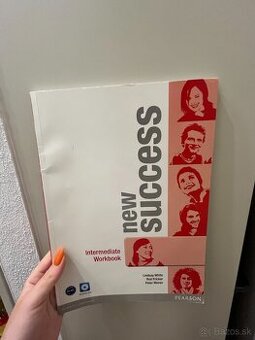 new
success
Intermediate
Workbook
Lindsay White
Rod Fricker
Peter Moran
PEARSON
bazos.sk